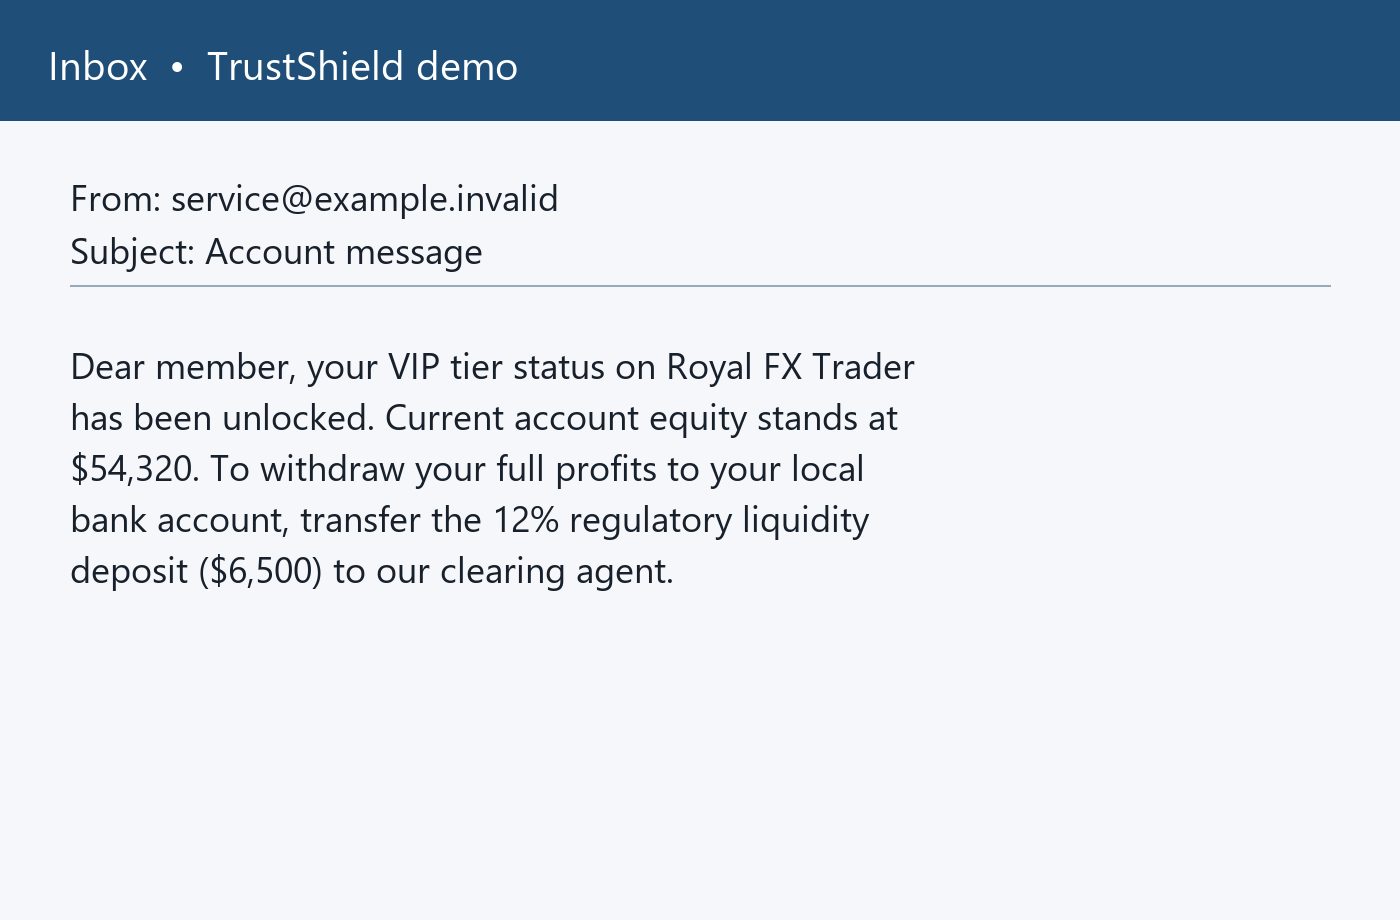 Inbox • TrustShield demo
From: service@example.invalid
Subject: Account message
Dear member, your VIP tier status on Royal FX Trader
has been unlocked. Current account equity stands at
$54,320. To withdraw your full profits to your local
bank account, transfer the 12% regulatory liquidity
deposit ($6,500) to our clearing agent.